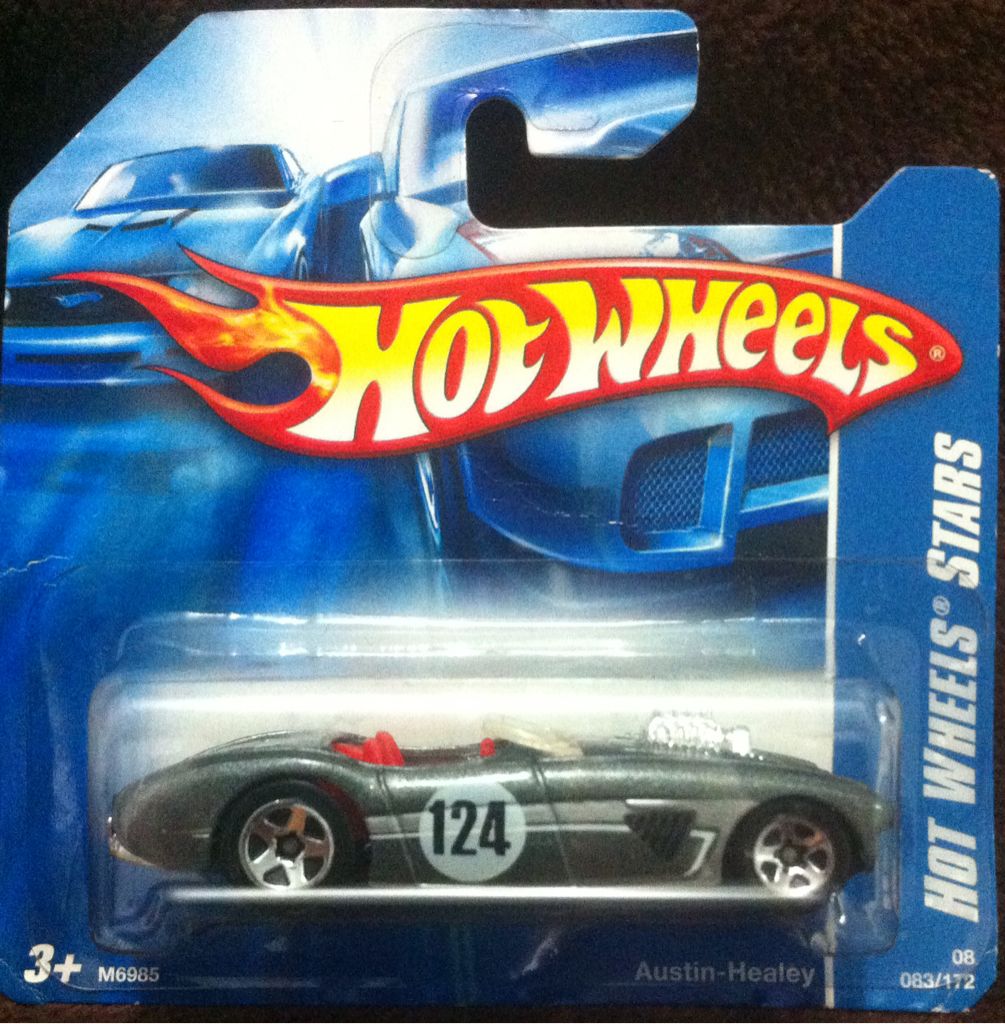 HOT WHEELS®
HOT WHEELS® STARS
124
3+ M6985
Austin-Healey
08
083/172